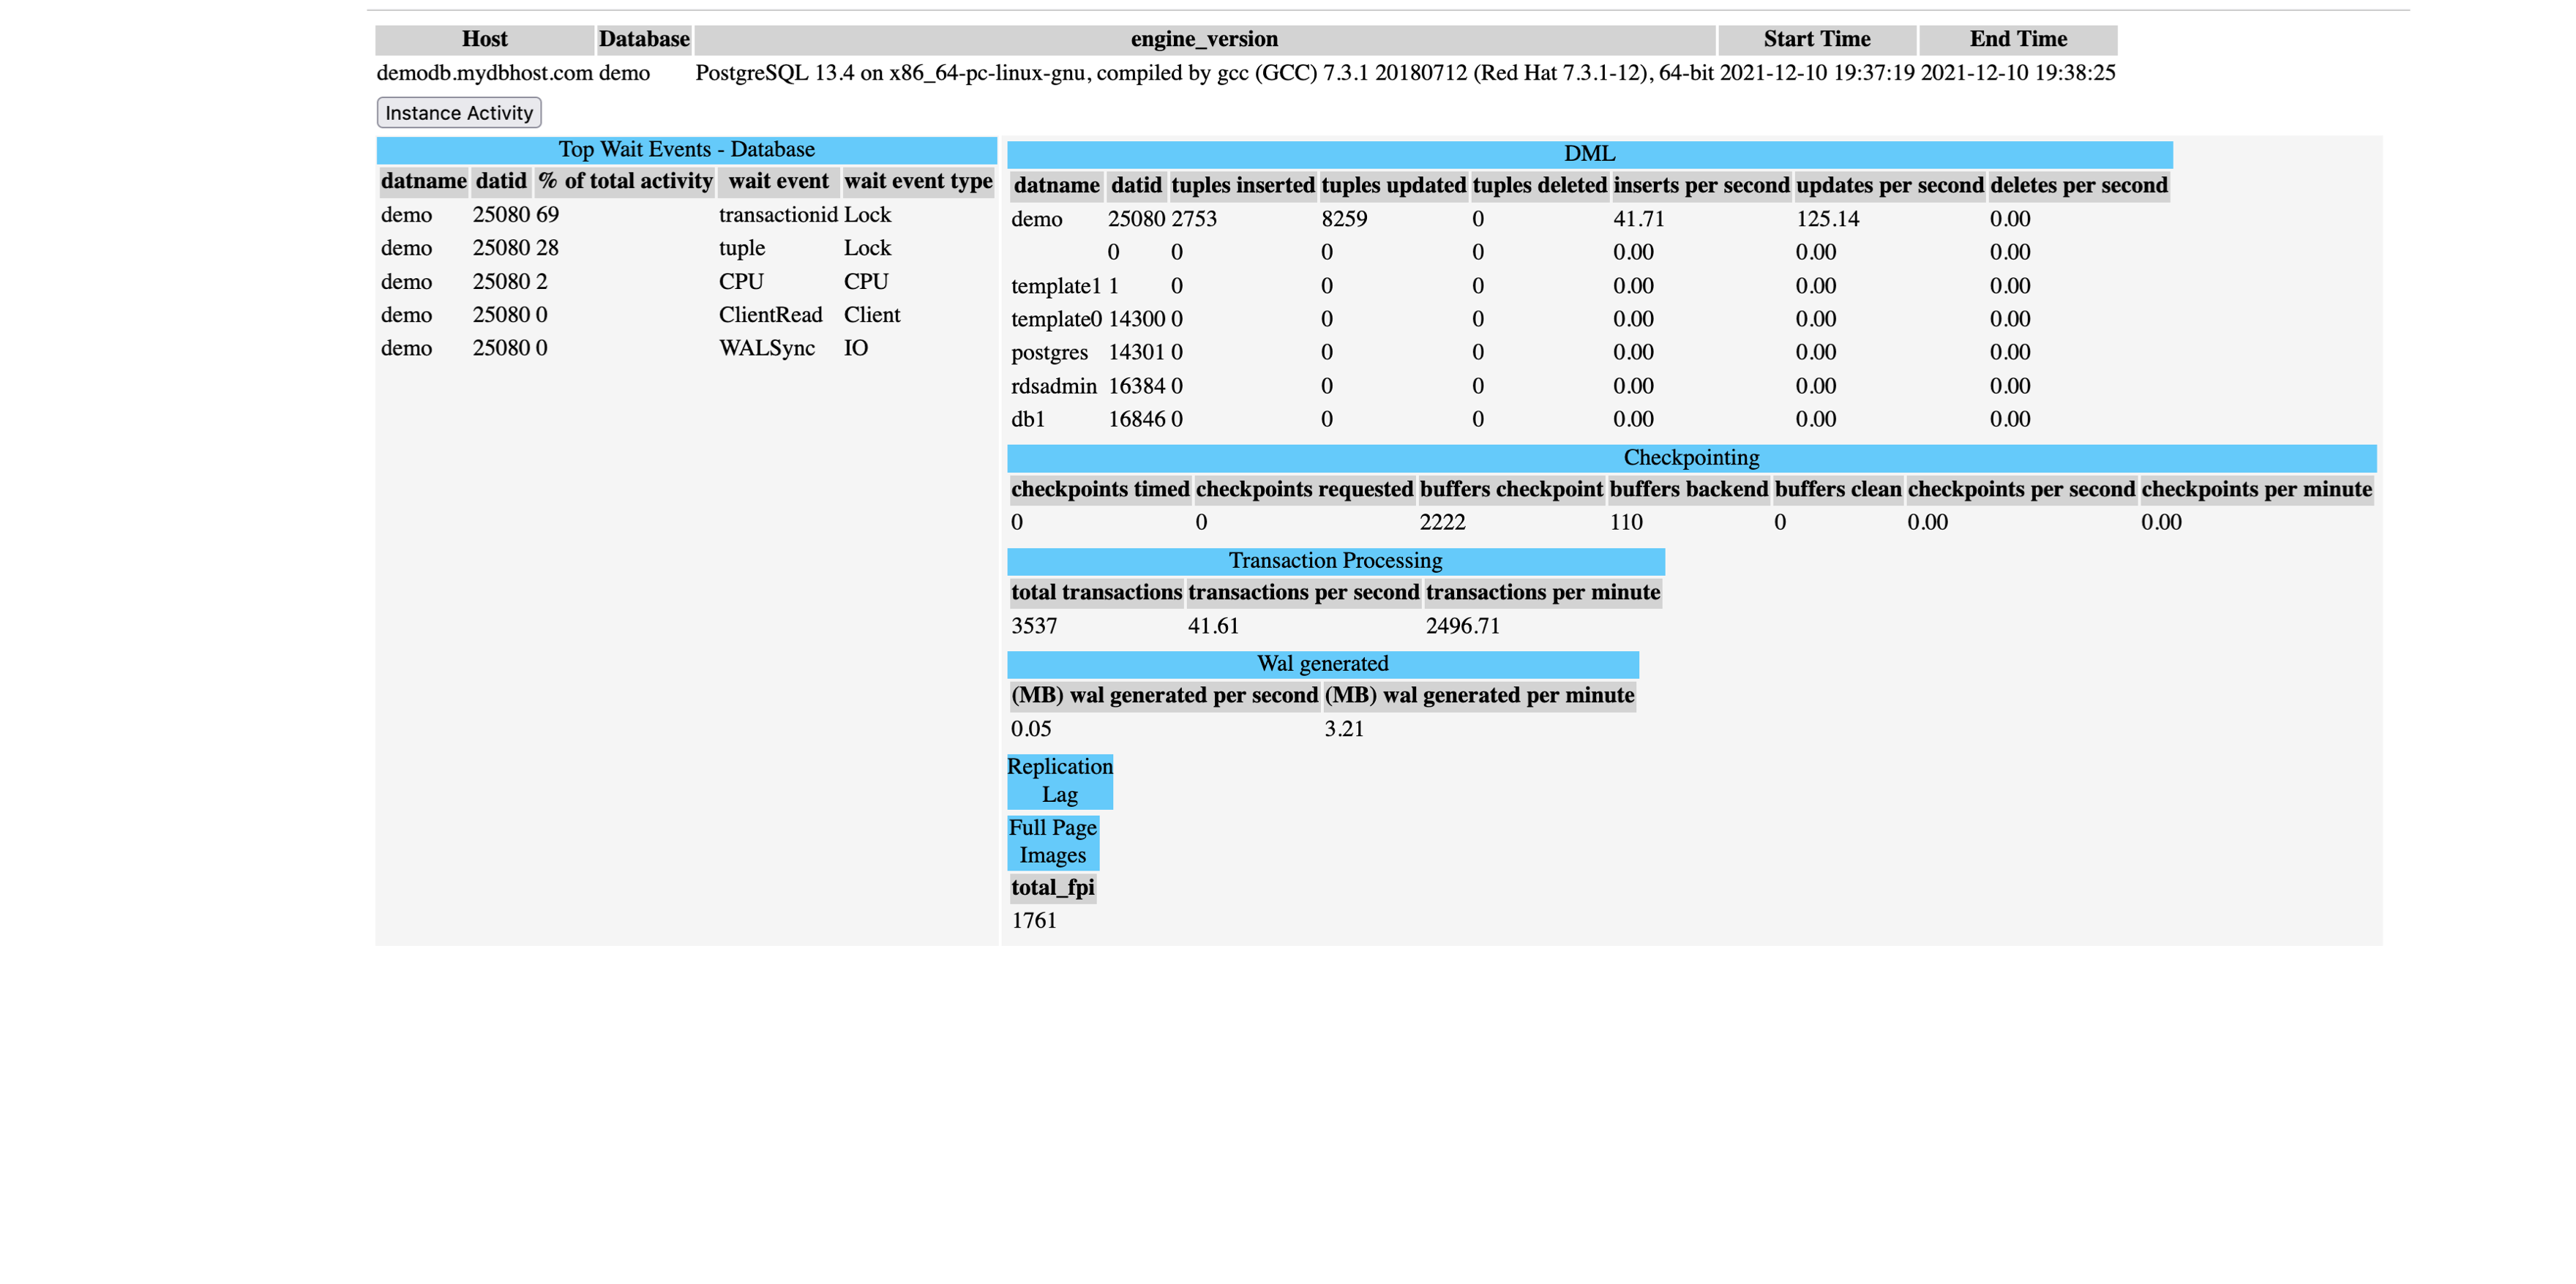 Host Database engine_version Start Time End Time
demodb.mydbhost.com demo PostgreSQL 13.4 on x86_64-pc-linux-gnu, compiled by gcc (GCC) 7.3.1 20180712 (Red Hat 7.3.1-12), 64-bit 2021-12-10 19:37:19 2021-12-10 19:38:25
Instance Activity
Top Wait Events - Database
datname datid % of total activity wait event wait event type
demo 25080 69 transactionid Lock
demo 25080 28 tuple Lock
demo 25080 2 CPU CPU
demo 25080 0 ClientRead Client
demo 25080 0 WALSync IO
DML
datname datid tuples inserted tuples updated tuples deleted inserts per second updates per second deletes per second
demo 25080 2753 8259 0 41.71 125.14 0.00
0 0 0 0 0.00 0.00 0.00
template1 1 0 0 0 0.00 0.00 0.00
template0 14300 0 0 0 0.00 0.00 0.00
postgres 14301 0 0 0 0.00 0.00 0.00
rdsadmin 16384 0 0 0 0.00 0.00 0.00
db1 16846 0 0 0 0.00 0.00 0.00
Checkpointing
checkpoints timed checkpoints requested buffers checkpoint buffers backend buffers clean checkpoints per second checkpoints per minute
0 0 2222 110 0 0.00 0.00
Transaction Processing
total transactions transactions per second transactions per minute
3537 41.61 2496.71
Wal generated
(MB) wal generated per second (MB) wal generated per minute
0.05 3.21
Replication
Lag
Full Page
Images
total_fpi
1761